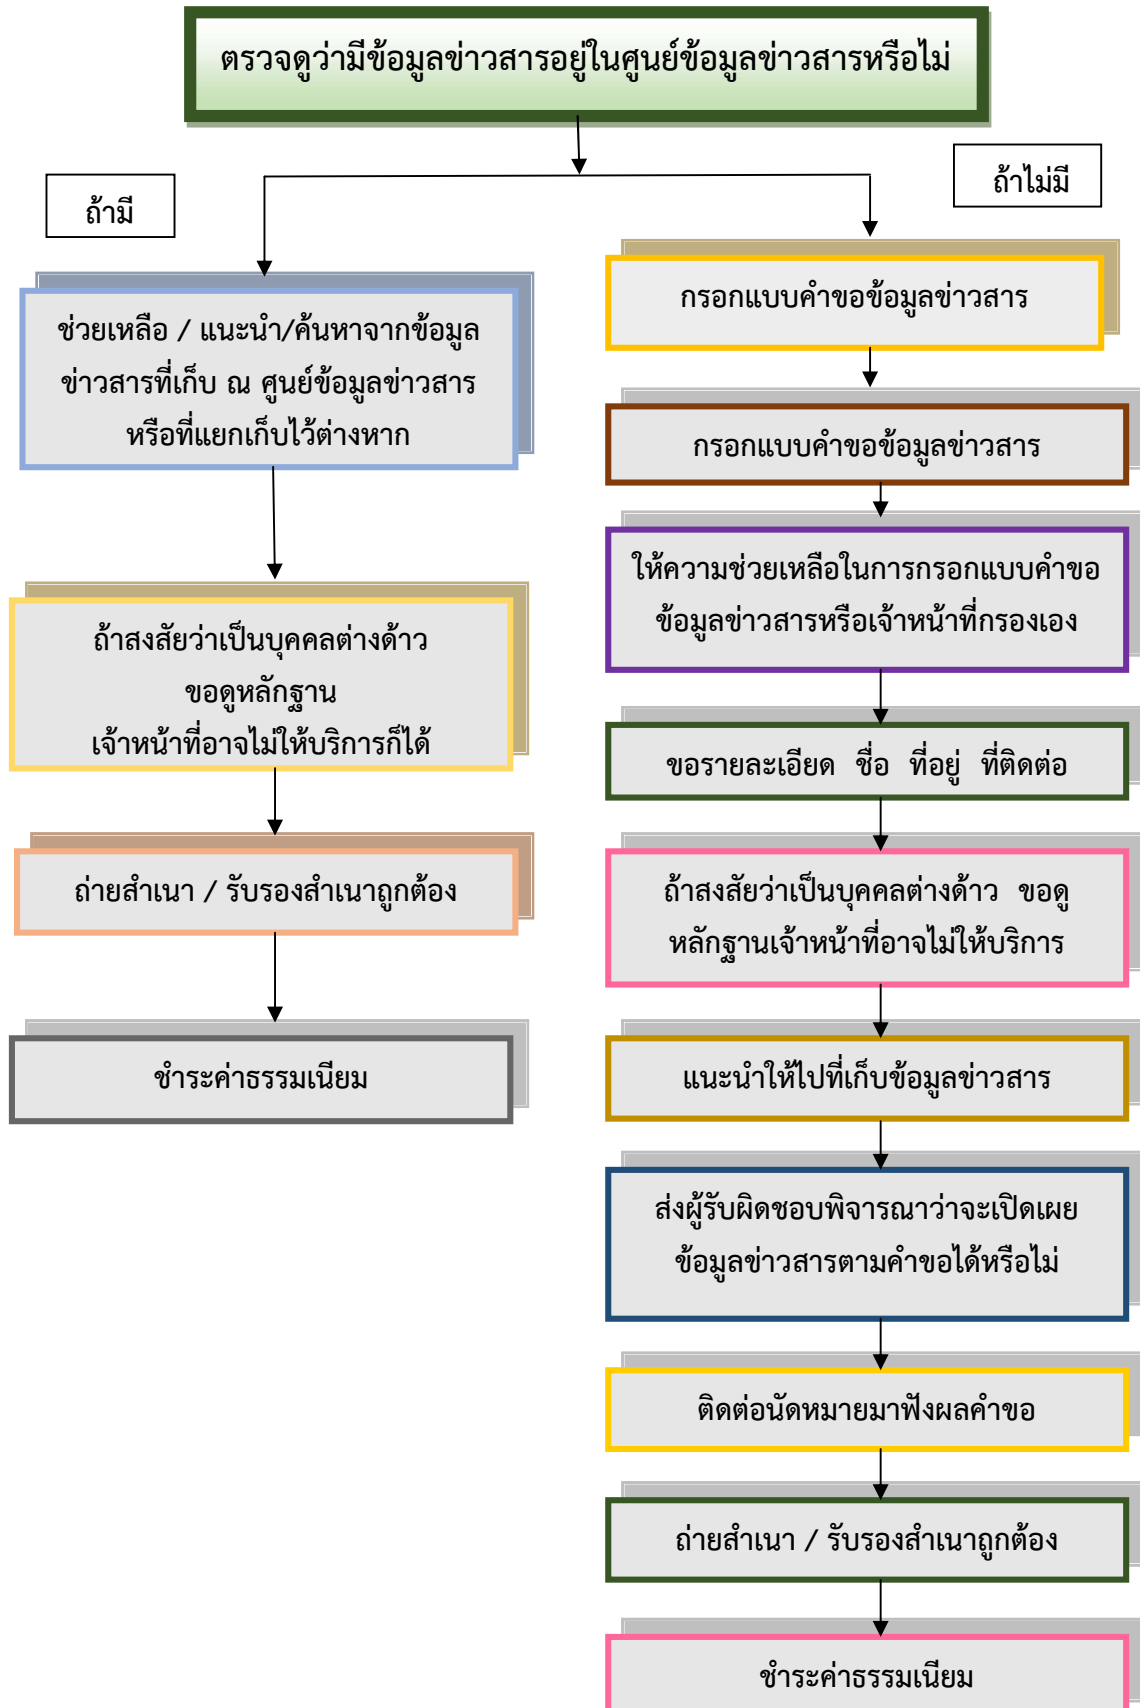 ตรวจดูว่ามีข้อมูลข่าวสารอยู่ในศูนย์ข้อมูลข่าวสารหรือไม่
ถ้ามี
ถ้าไม่มี
ช่วยเหลือ / แนะนำ/ค้นหาจากข้อมูล
ข่าวสารที่เก็บ ณ ศูนย์ข้อมูลข่าวสาร
หรือที่แยกเก็บไว้ต่างหาก
ถ้าสงสัยว่าเป็นบุคคลต่างด้าว
ขอดูหลักฐาน
เจ้าหน้าที่อาจไม่ให้บริการก็ได้
ถ่ายสำเนา / รับรองสำเนาถูกต้อง
ชำระค่าธรรมเนียม
กรอกแบบคำขอข้อมูลข่าวสาร
กรอกแบบคำขอข้อมูลข่าวสาร
ให้ความช่วยเหลือในการกรอกแบบคำขอ
ข้อมูลข่าวสารหรือเจ้าหน้าที่กรองเอง
ขอรายละเอียด ชื่อ ที่อยู่ ที่ติดต่อ
ถ้าสงสัยว่าเป็นบุคคลต่างด้าว ขอดู
หลักฐานเจ้าหน้าที่อาจไม่ให้บริการ
แนะนำให้ไปที่เก็บข้อมูลข่าวสาร
ส่งผู้รับผิดชอบพิจารณาว่าจะเปิดเผย
ข้อมูลข่าวสารตามคำขอได้หรือไม่
ติดต่อนัดหมายมาฟังผลคำขอ
ถ่ายสำเนา / รับรองสำเนาถูกต้อง
ชำระค่าธรรมเนียม